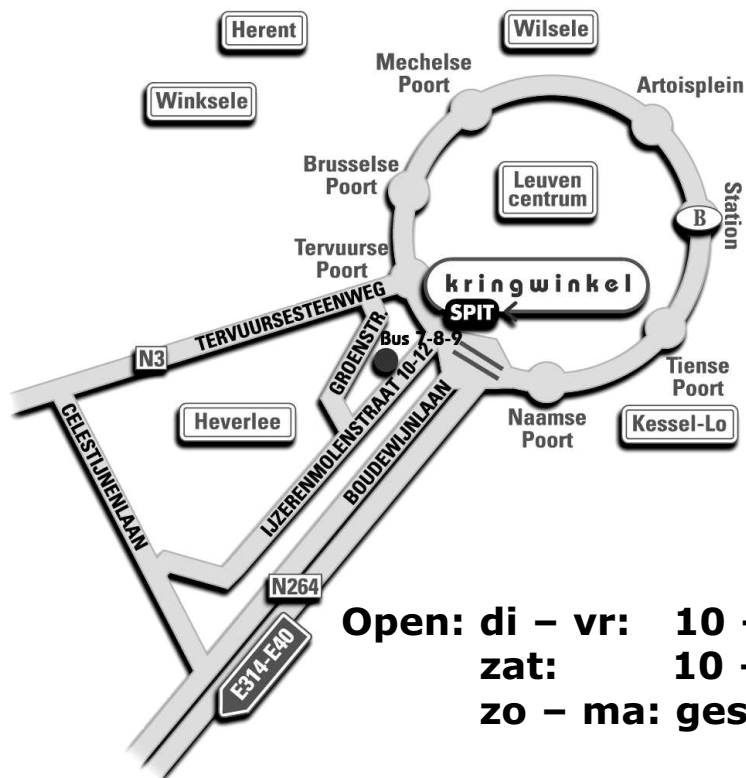 Herent
Wilsele
Mechelse
Poort
Artoisplein
Winksele
Brusselse
Poort
Leuven
centrum
Station
B
Tervuurse
Poort
kringwinkel
SPIT
TERVUURSESTEENWEG
GROENSTR.
Bus 7-8-9
N3
Tiense
Poort
Naamse
Poort
Kessel-Lo
Heverlee
CELESTIJNENLAAN
IJZERENMOLENSTRAAT 10-12
BOUDEWIJNLAAN
N264
E314-E40
Open: di – vr: 10 -
zat: 10 -
zo – ma: ges